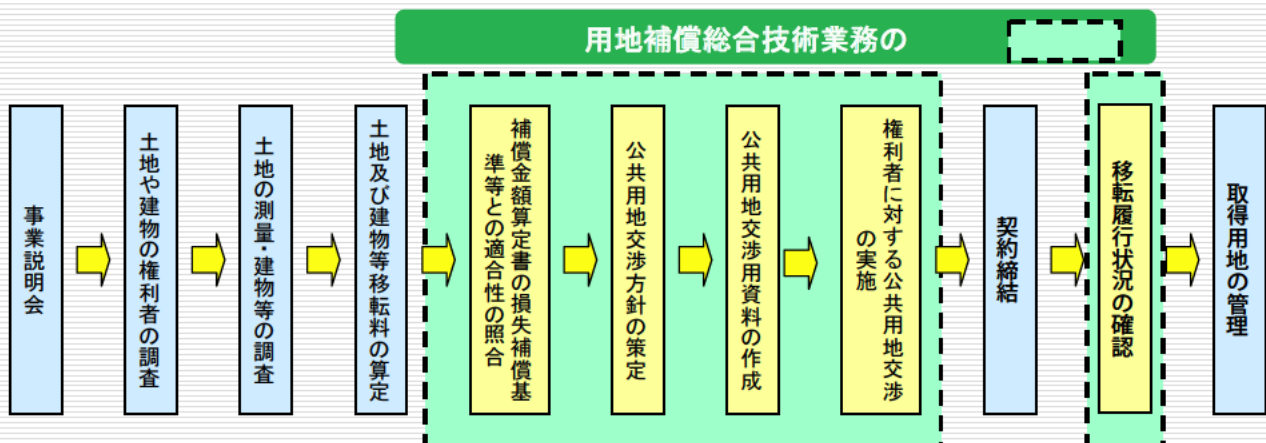 用地補償総合技術業務の
事業説明会
土地や建物の権利者の調査
土地の測量・建物等の調査
土地及び建物等移転料の算定
補償金額算定書の損失補償基
準等との適合性の照合
公共用地交渉方針の策定
公共用地交渉用資料の作成
権利者に対する公共用地交渉
の実施
契約締結
移転履行状況の確認
取得用地の管理